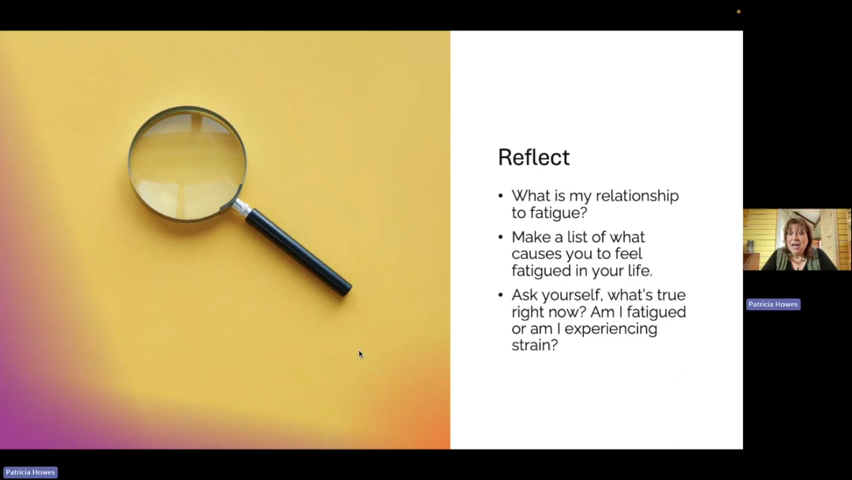 Reflect
• What is my relationship
to fatigue?
• Make a list of what
causes you to feel
fatigued in your life.
• Ask yourself, what's true
right now? Am I fatigued
or am I experiencing
strain?
Patricia Howes
Patricia Howes